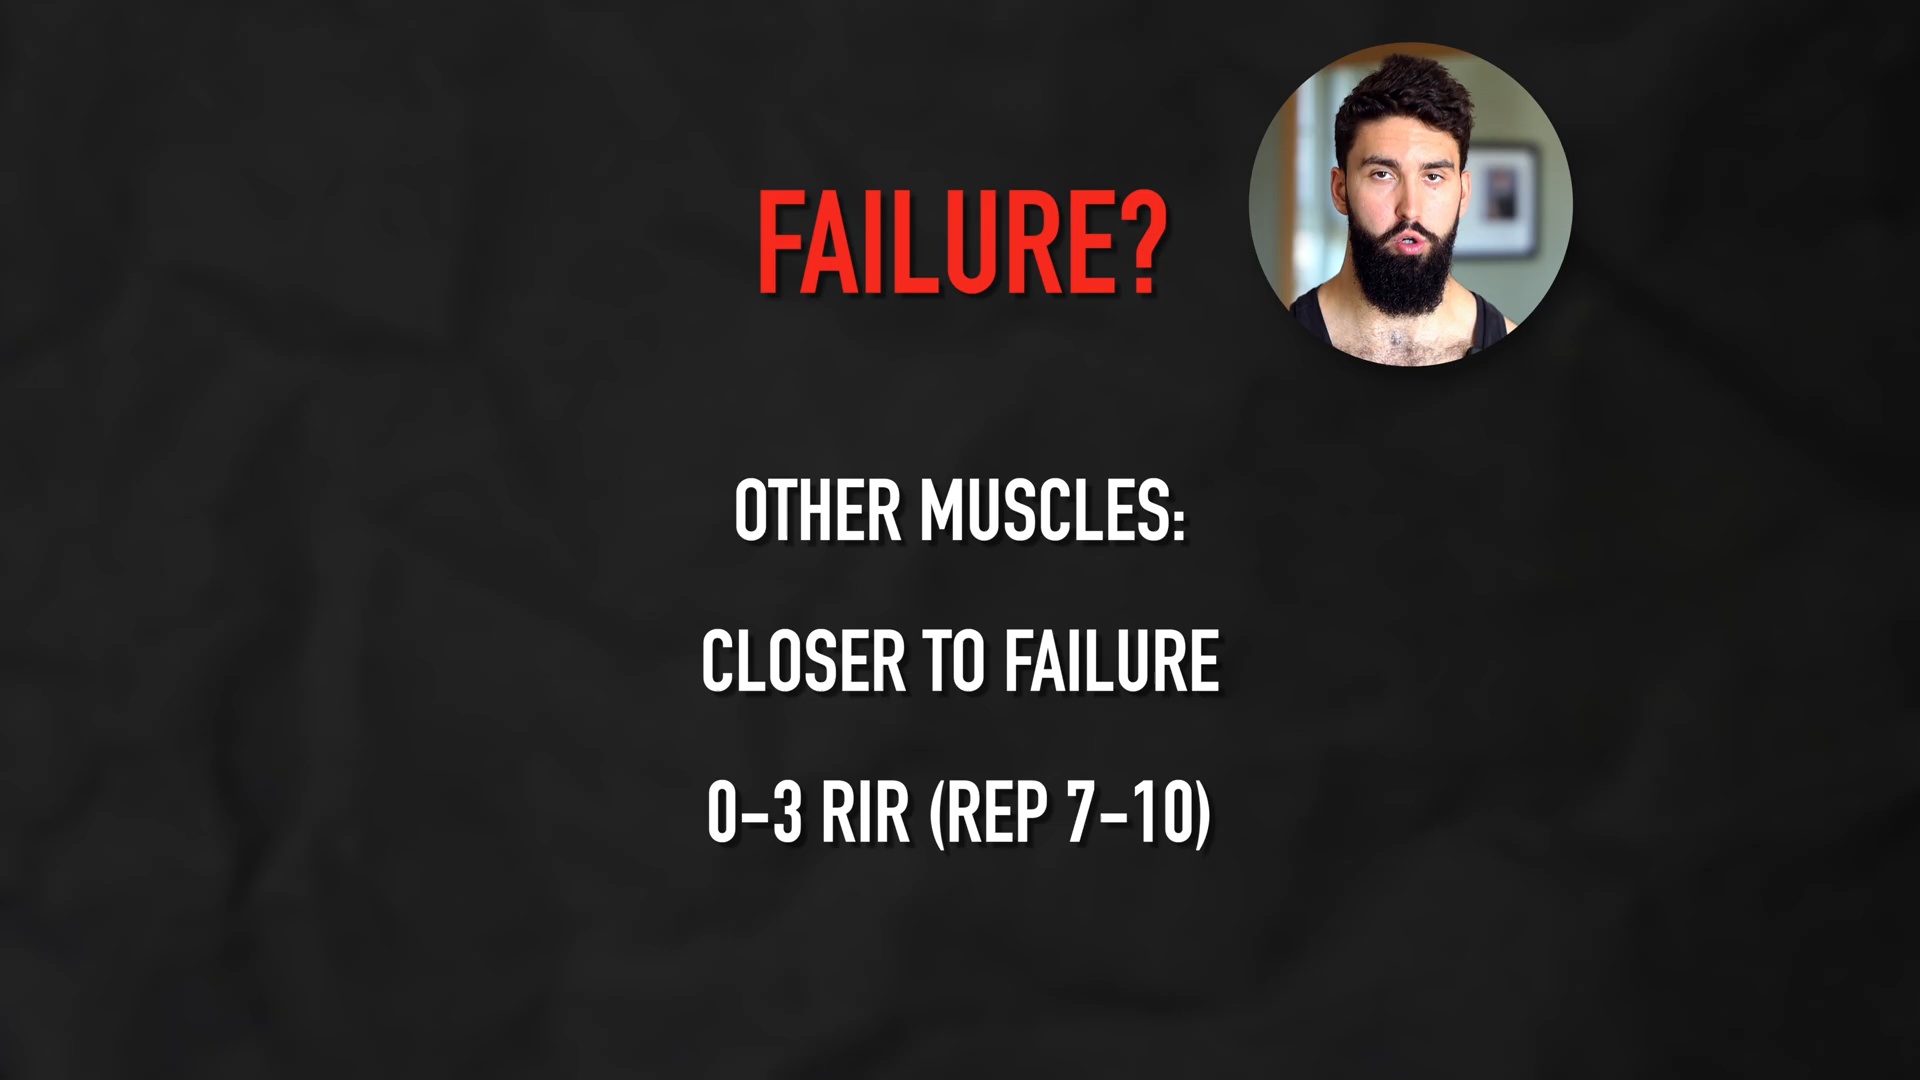 FAILURE?
OTHER MUSCLES:
CLOSER TO FAILURE
0–3 RIR (REP 7–10)